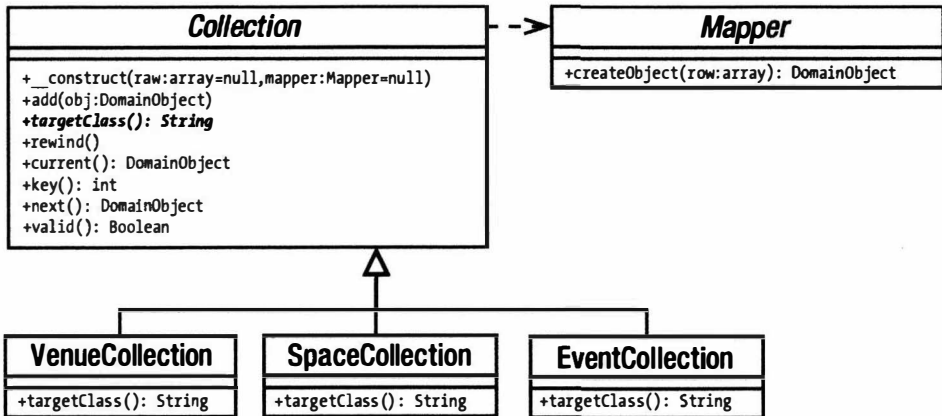 Collection
+__construct(raw:array=null,mapper:Mapper=null)
+add(obj:DomainObject)
+targetClass(): String
+rewind()
+current(): DomainObject
+key(): int
+next(): DomainObject
+valid(): Boolean
Mapper
+createObject(row:array): DomainObject
VenueCollection
+targetClass(): String
SpaceCollection
+targetClass(): String
EventCollection
+targetClass(): String